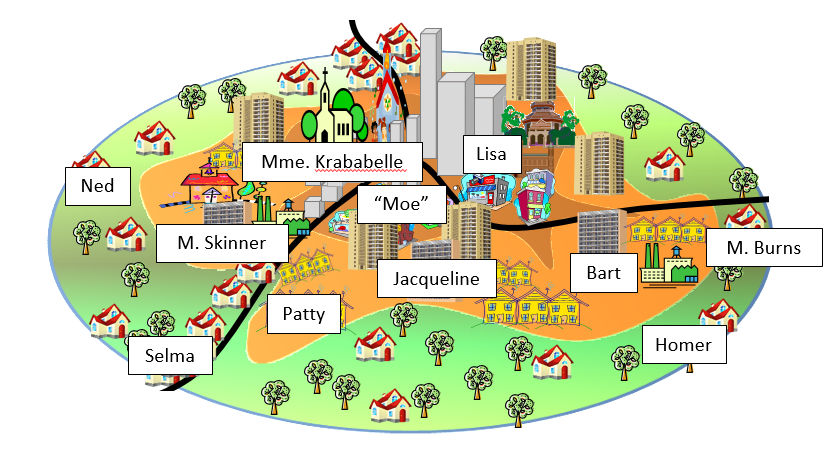 Mme. Krababelle
Lisa
Ned
“Moe”
M. Skinner
M. Burns
Jacqueline
Bart
Patty
Selma
Homer